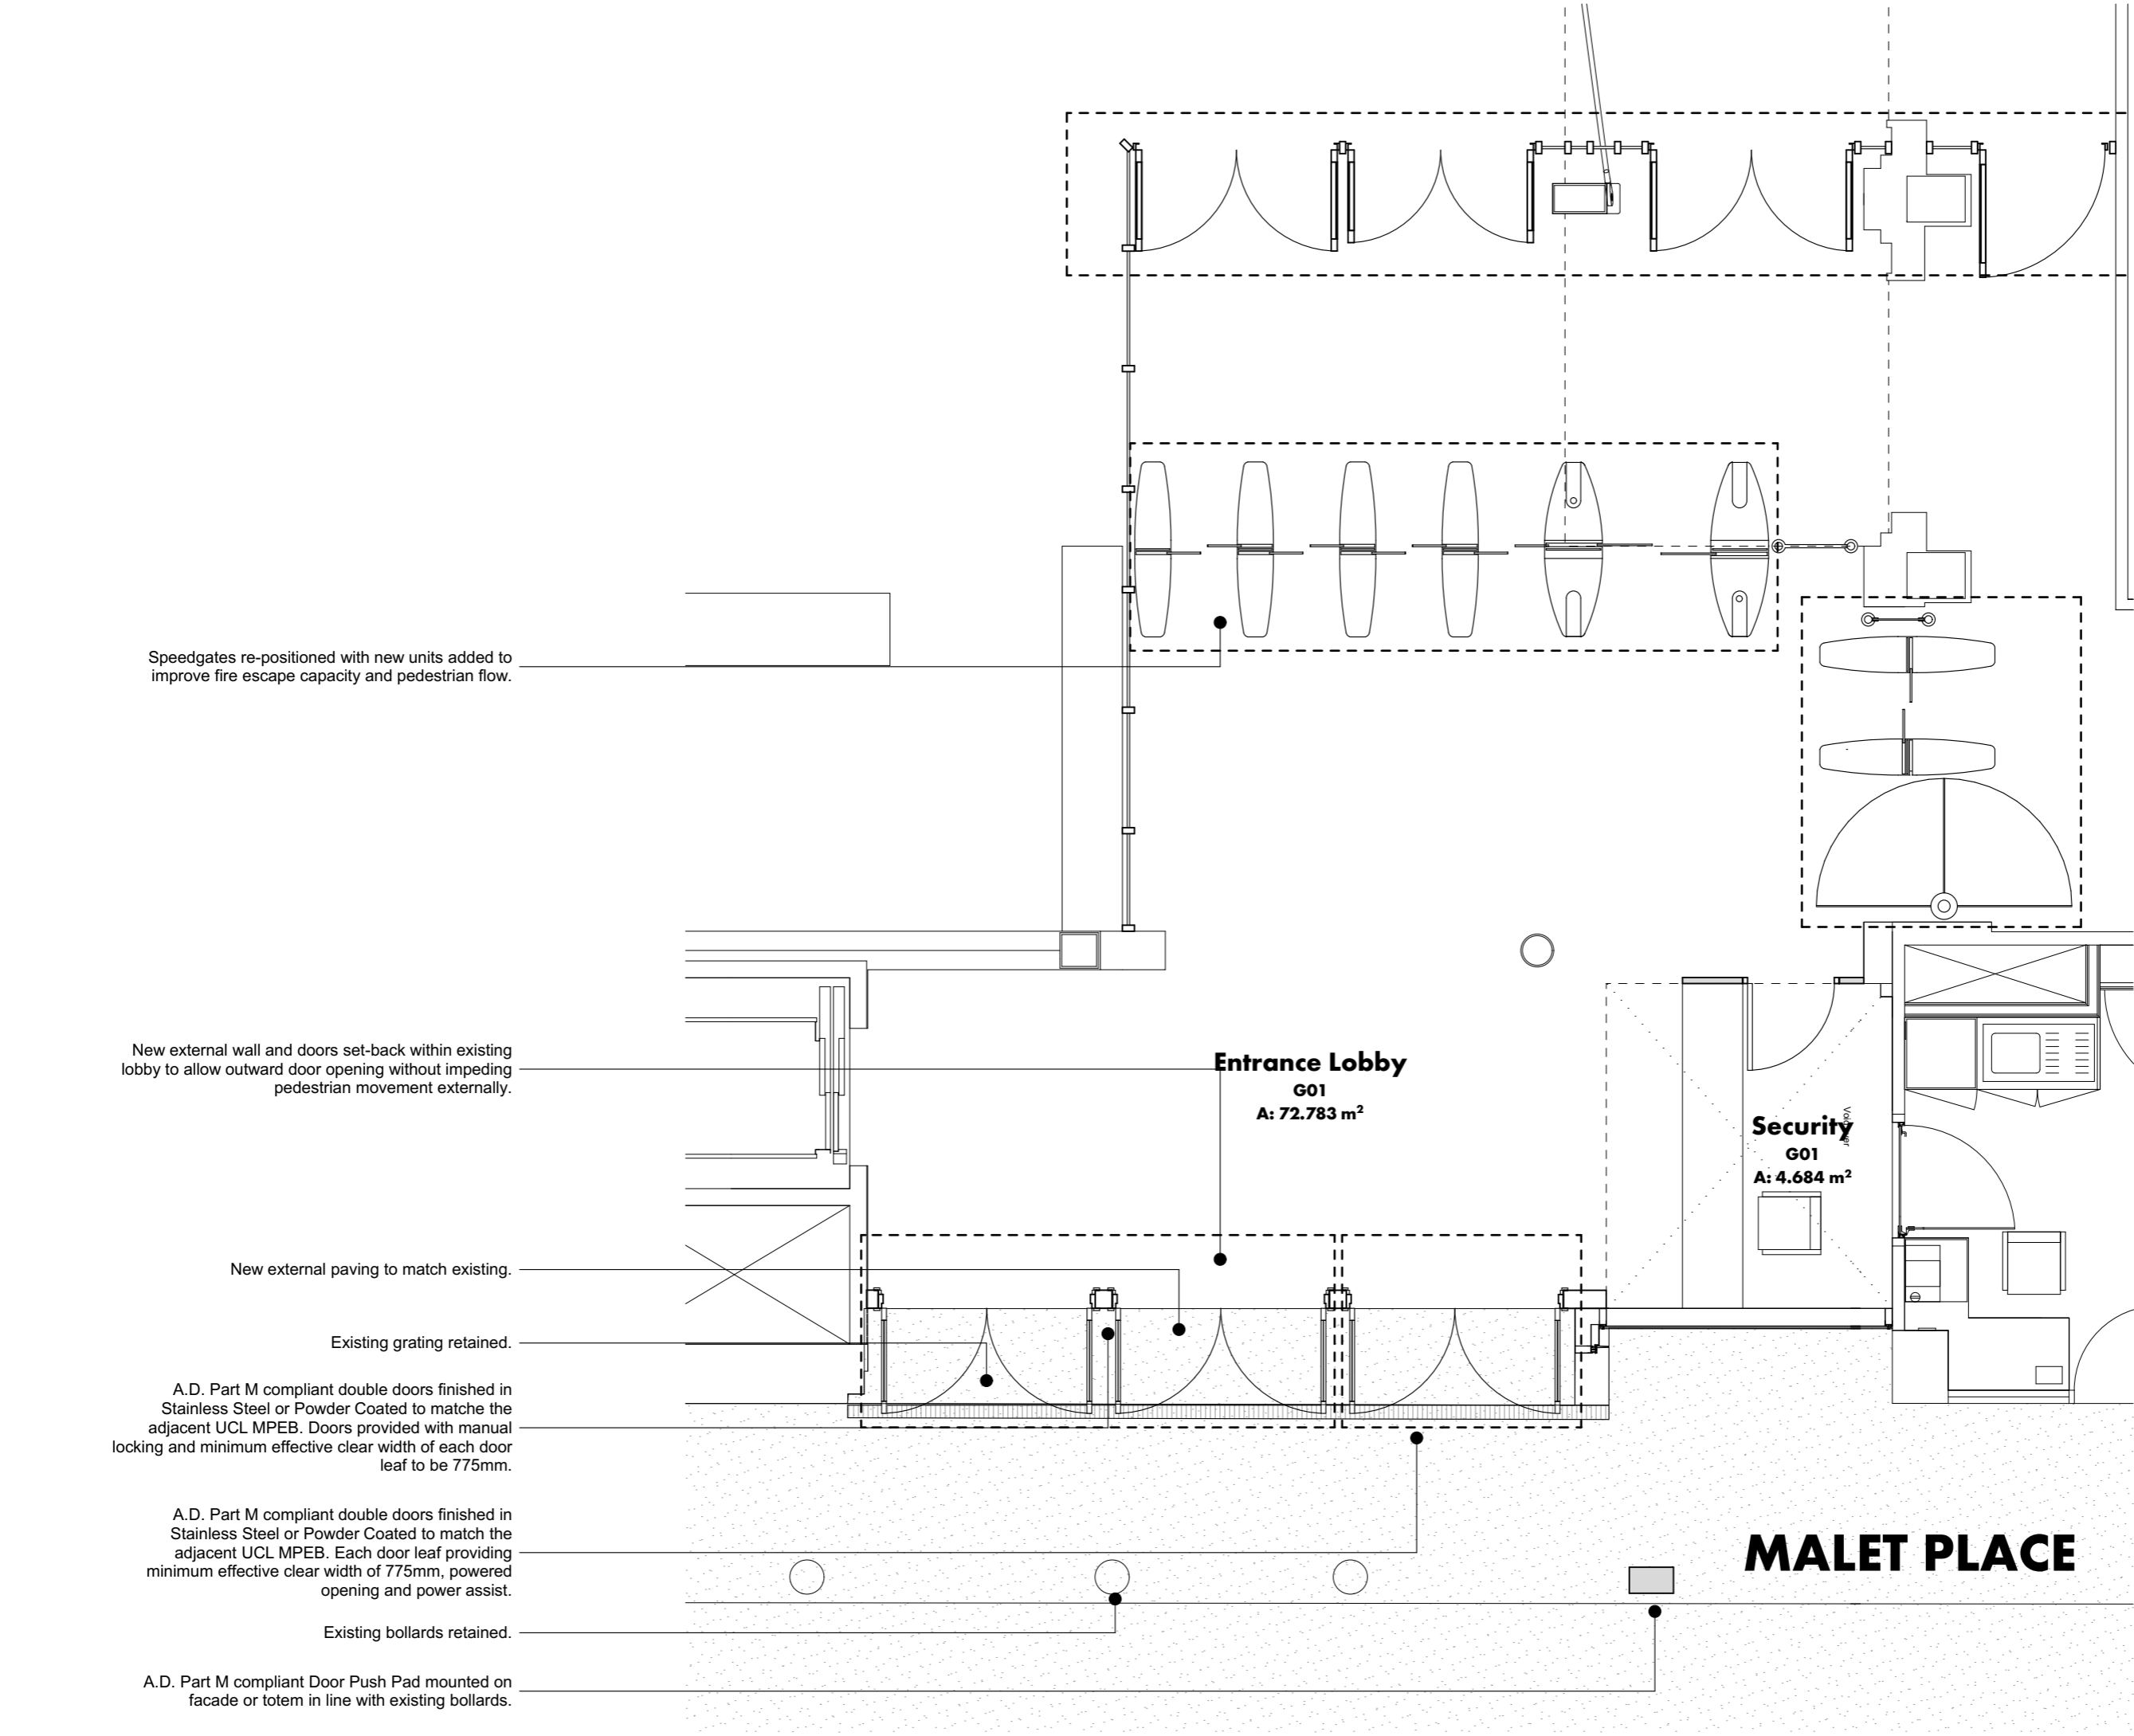 Speedgates re-positioned with new units added to
improve fire escape capacity and pedestrian flow.
New external wall and doors set-back within existing
lobby to allow outward door opening without impeding
pedestrian movement externally.
Entrance Lobby
G01
A: 72.783 m²
Security
G01
A: 4.684 m²
New external paving to match existing.
Existing grating retained.
A.D. Part M compliant double doors finished in
Stainless Steel or Powder Coated to matche the
adjacent UCL MPEB. Doors provided with manual
locking and minimum effective clear width of each door
leaf to be 775mm.
A.D. Part M compliant double doors finished in
Stainless Steel or Powder Coated to match the
adjacent UCL MPEB. Each door leaf providing
minimum effective clear width of 775mm, powered
opening and power assist.
MALET PLACE
Existing bollards retained.
A.D. Part M compliant Door Push Pad mounted on
facade or totem in line with existing bollards.